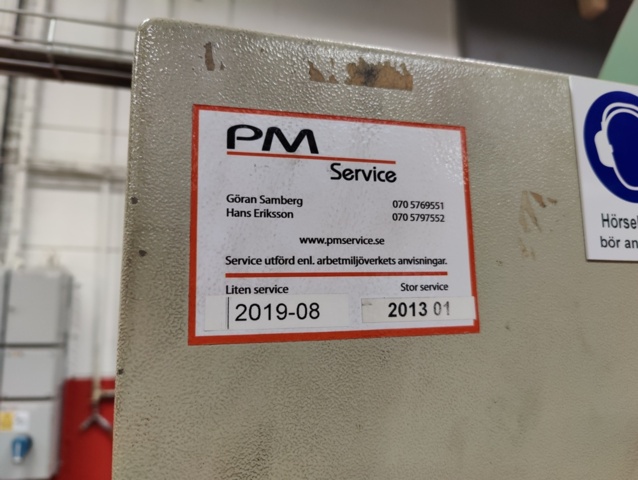 PM
Service
Göran Samberg 070 5769551
Hans Eriksson 070 5797552
www.pmservice.se
Service utförd enl. arbetmiljöverkets anvisningar.
Liten service Stor service
2019-08 2013 01
Hörse
bör an